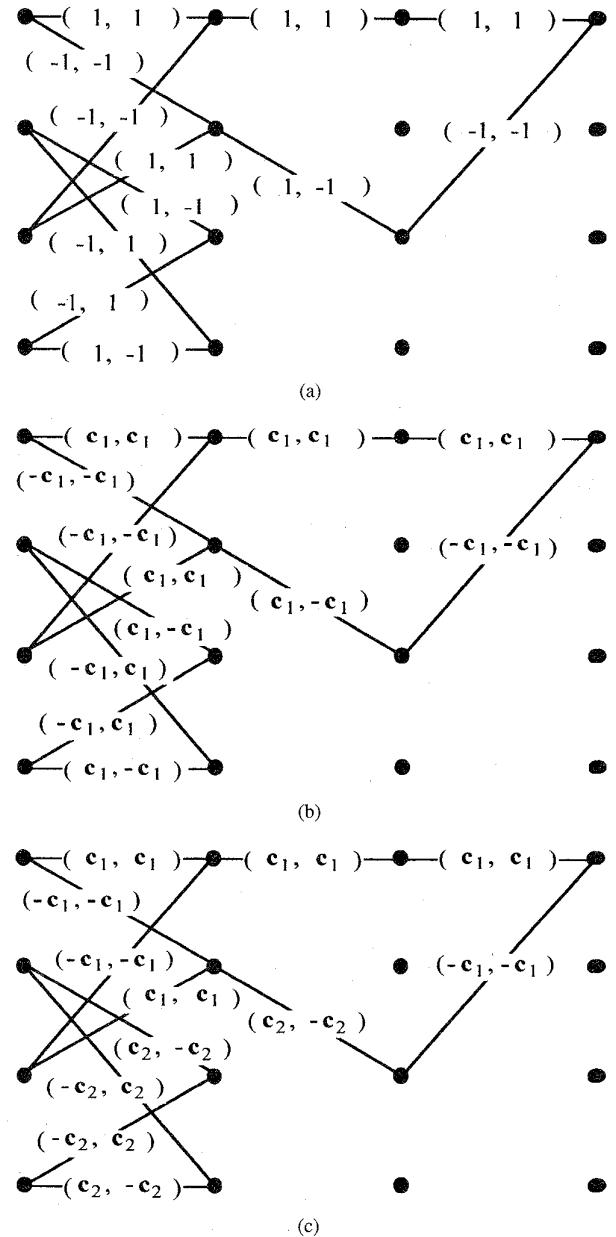 ( 1, 1 ) ( 1, 1 ) ( 1, 1 )
( -1, -1 )
( -1, -1 ) ( -1, -1 )
( 1, 1 )
( 1, -1 )
( 1, -1 )
( -1, 1 )
( -1, 1 )
( 1, -1 )
(a)
( c₁, c₁ ) ( c₁, c₁ ) ( c₁, c₁ )
(-c₁, -c₁)
(-c₁, -c₁) (-c₁, -c₁)
( c₁, c₁ )
( c₁, -c₁ )
( c₁, -c₁ )
( -c₁, c₁ )
( -c₁, c₁ )
( c₁, -c₁ )
(b)
( c₁, c₁ ) ( c₁, c₁ ) ( c₁, c₁ )
(-c₁, -c₁)
(-c₁, -c₁) (-c₁, -c₁)
( c₁, c₁ )
( c₂, -c₂ )
( c₂, -c₂ )
( -c₂, c₂ )
( -c₂, c₂ )
( c₂, -c₂ )
(c)